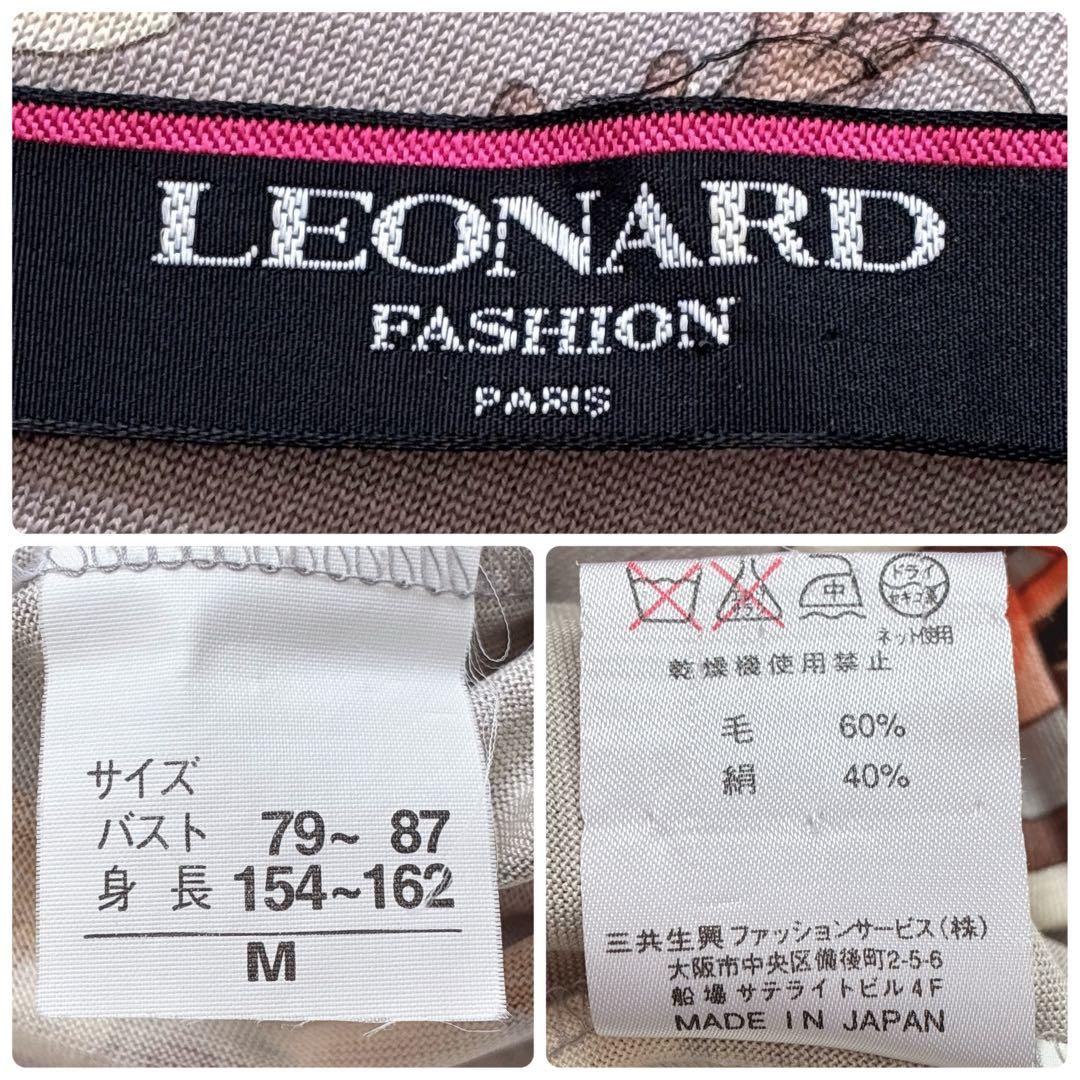 LEONARD
FASHION
PARIS
サイズ
バスト 79~ 87
身 長 154~162
M
中
ドライ
セキユ系
ネット使用
乾燥機使用禁止
毛 60%
絹 40%
三共生興ファッションサービス(株)
大阪市中央区備後町2-5-6
船場サテライトビル4F
MADE IN JAPAN